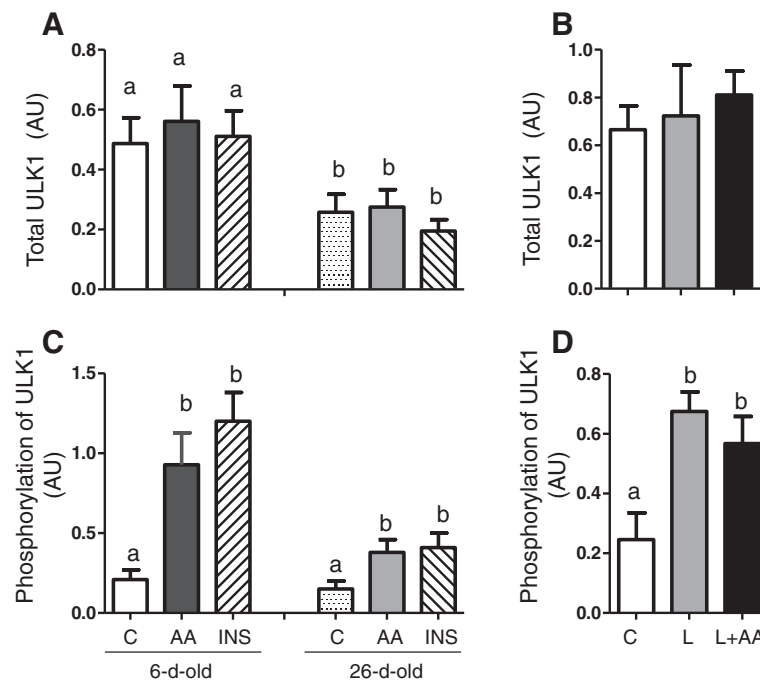 A
Total ULK1 (AU)
0.8
0.6
0.4
0.2
0.0
a
a
a
b
b
b
B
Total ULK1 (AU)
1.0
0.8
0.6
0.4
0.2
0.0
C
Phosphorylation of ULK1
(AU)
1.5
1.0
0.5
0.0
a
b
b
a
b
b
C AA INS C AA INS
6-d-old 26-d-old
D
Phosphorylation of ULK1
(AU)
0.8
0.6
0.4
0.2
0.0
a
b
b
C L L+AA